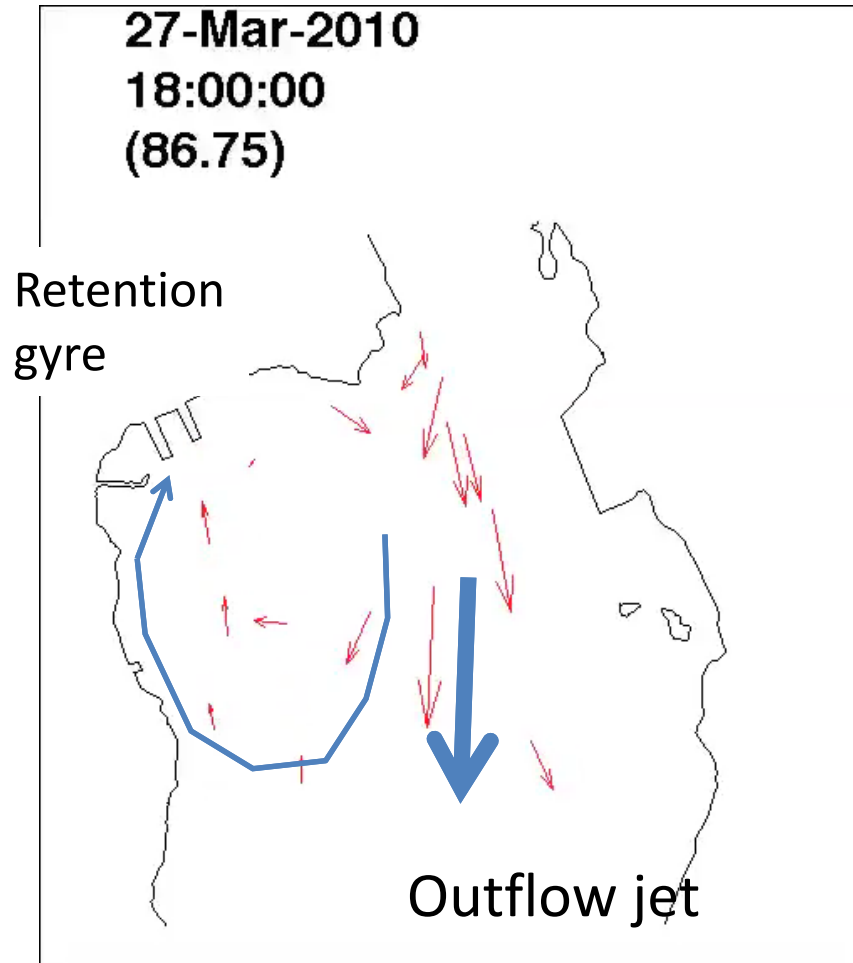 27-Mar-2010
18:00:00
(86.75)
Retention
gyre
Outflow jet